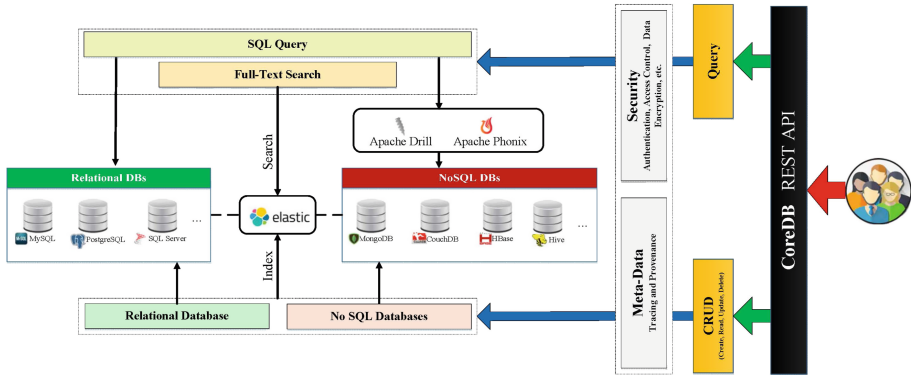 SQL Query
Full-Text Search
Search
Apache Drill
Apache Phonix
Relational DBs
MySQL
PostgreSQL
SQL Server
...
elastic
NoSQL DBs
MongoDB
CouchDB
HBase
Hive
...
Index
Relational Database
No SQL Databases
Security
Authentication, Access Control, Data
Encryption, etc.
Meta-Data
Tracing and Provenance
Query
CRUD
(Create, Read, Update, Delete)
CoreDB REST API